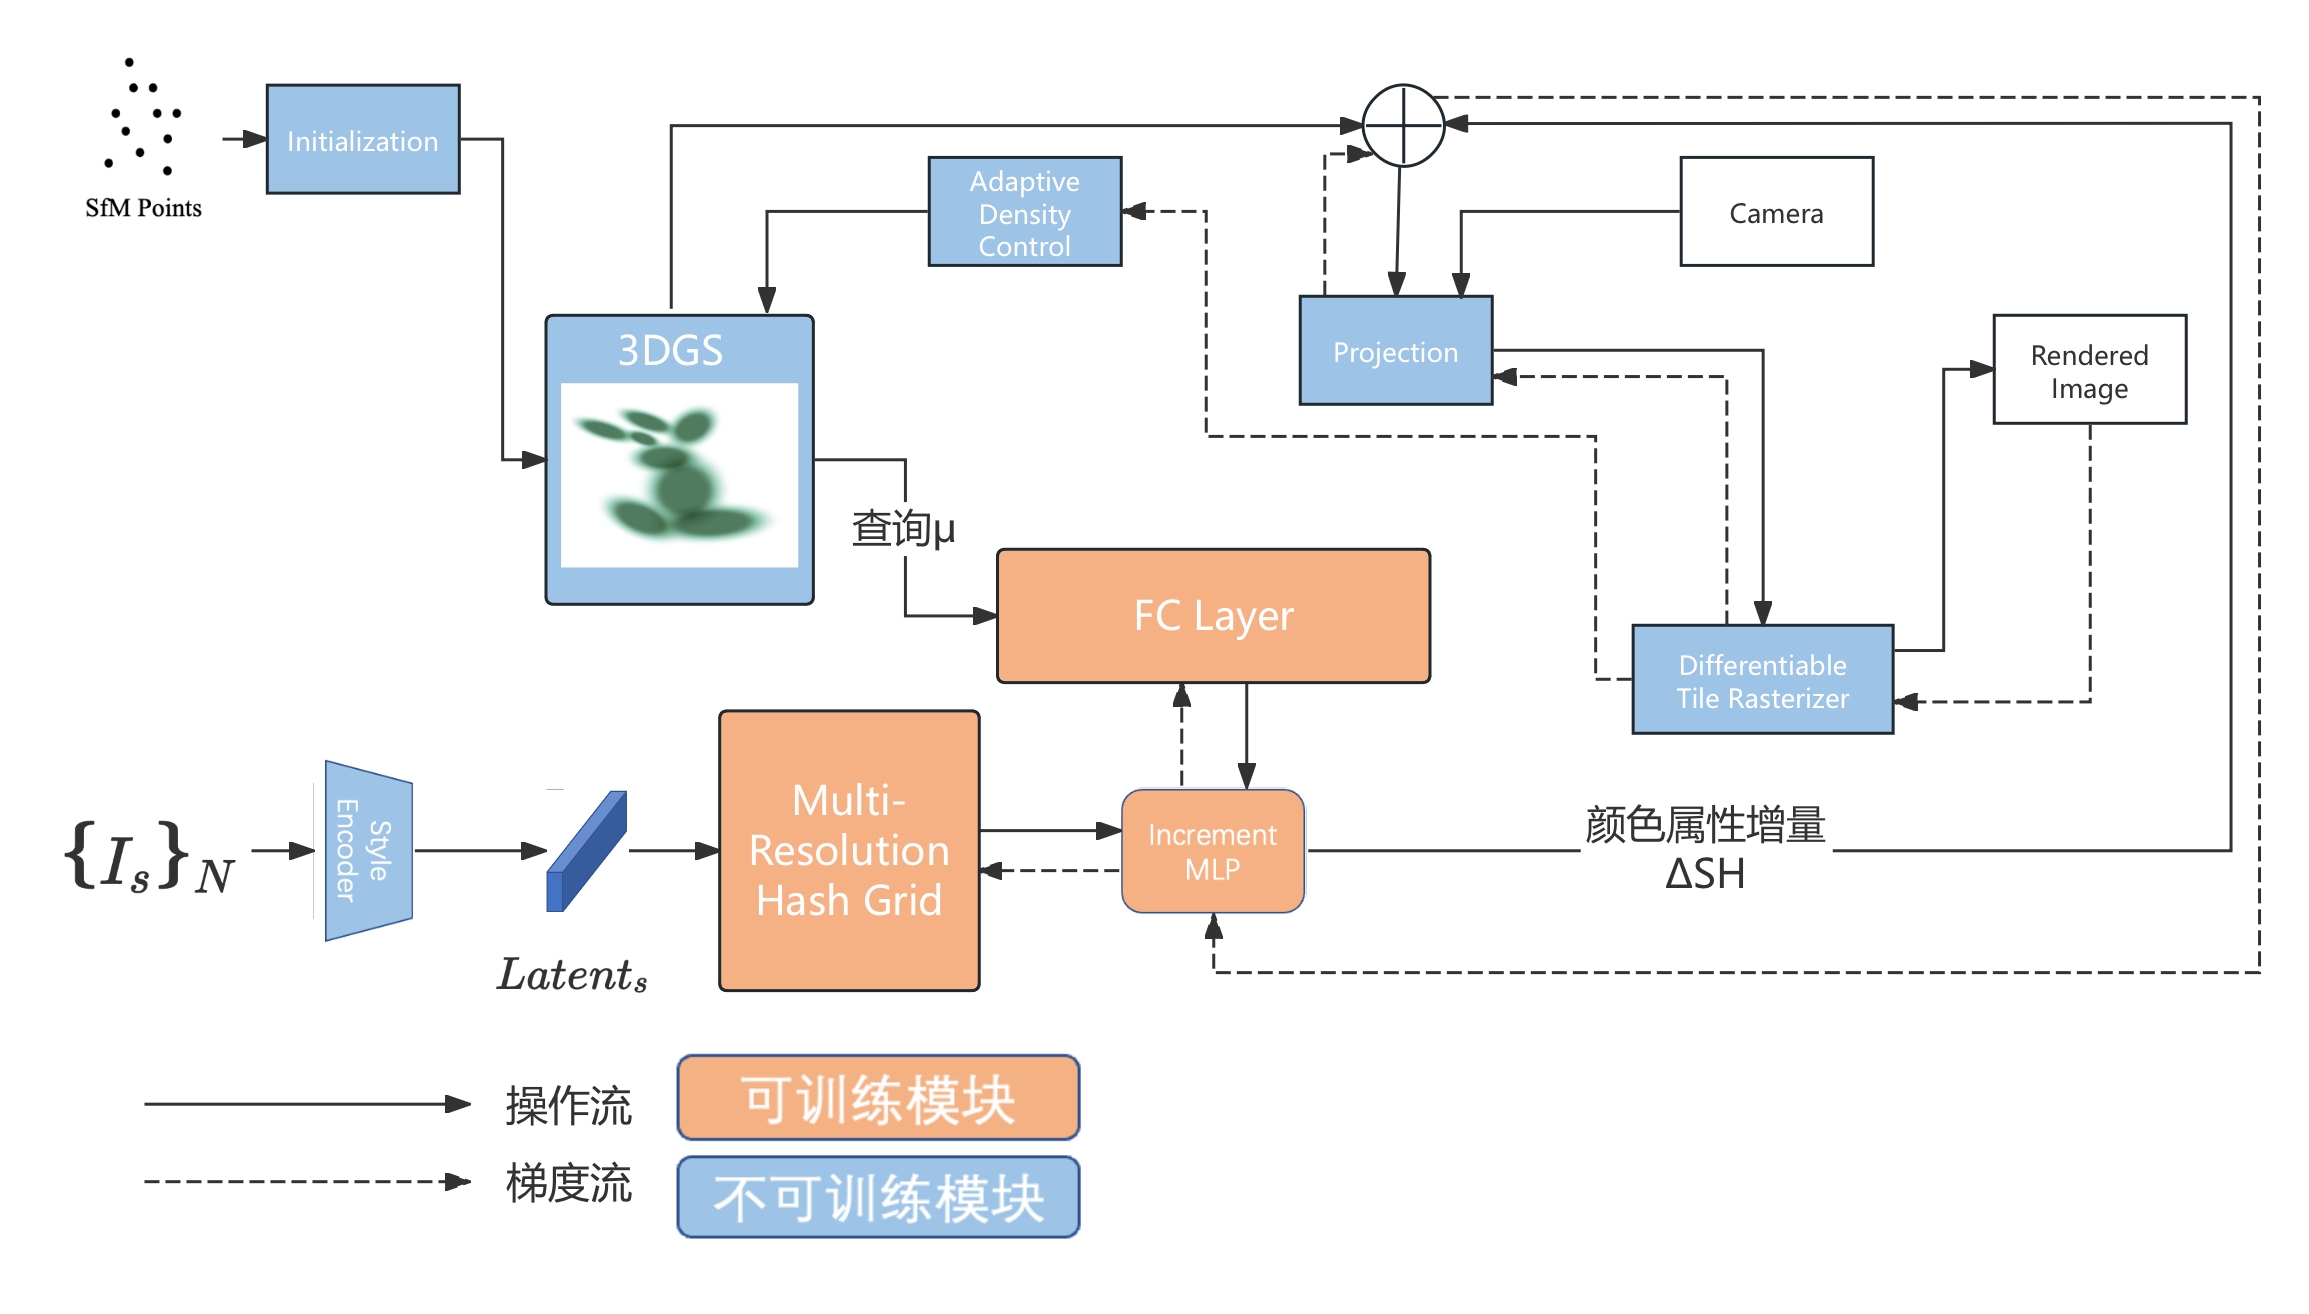 SfM Points
Initialization
Adaptive
Density
Control
Camera
3DGS
Projection
Rendered
Image
查询μ
FC Layer
Differentiable
Tile Rasterizer
{I_s}_N
Style
Encoder
Latent_s
Multi-
Resolution
Hash Grid
Increment
MLP
颜色属性增量
ΔSH
操作流
可训练模块
梯度流
不可训练模块